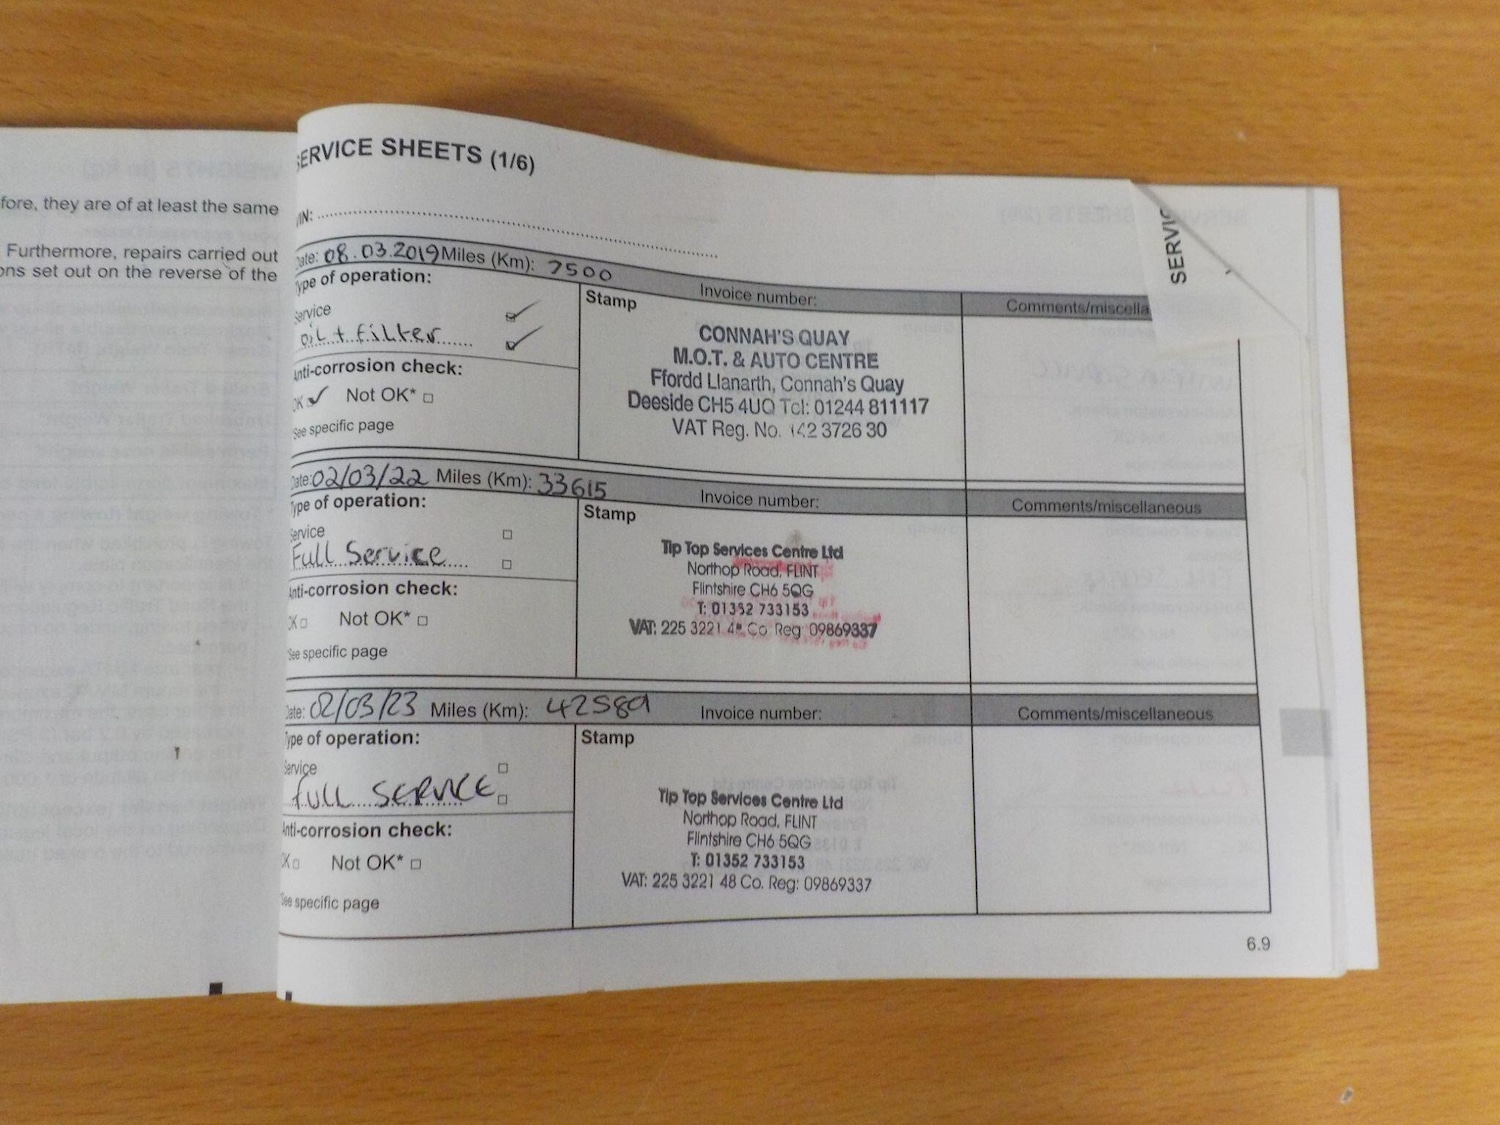 fore, they are of at least the same
Furthermore, repairs carried out
ons set out on the reverse of the
SERVICE SHEETS (1/6)
VIN:
Date: 08.03.2019 Miles (Km): 7500
Type of operation:
Stamp
Invoice number:
Comments/miscella
SERVIC
Service
oil + filter
Anti-corrosion check:
OK Not OK*
See specific page
CONNAH'S QUAY
M.O.T. & AUTO CENTRE
Ffordd Llanarth, Connah's Quay
Deeside CH5 4UQ Tel: 01244 811117
VAT Reg. No. 142 3726 30
Date: 02/03/22 Miles (Km): 33615
Type of operation:
Stamp
Invoice number:
Comments/miscellaneous
Service
Full Service
Anti-corrosion check:
OK Not OK*
See specific page
Tip Top Services Centre Ltd
Northop Road, FLINT
Flintshire CH6 5QG
T: 01352 733153
VAT: 225 3221 48 Co. Reg: 09869337
Date: 02/03/23 Miles (Km): 42589
Type of operation:
Stamp
Invoice number:
Comments/miscellaneous
Service
full SERVICE
Anti-corrosion check:
OK Not OK*
See specific page
Tip Top Services Centre Ltd
Northop Road, FLINT
Flintshire CH6 5QG
T: 01352 733153
VAT: 225 3221 48 Co. Reg: 09869337
6.9